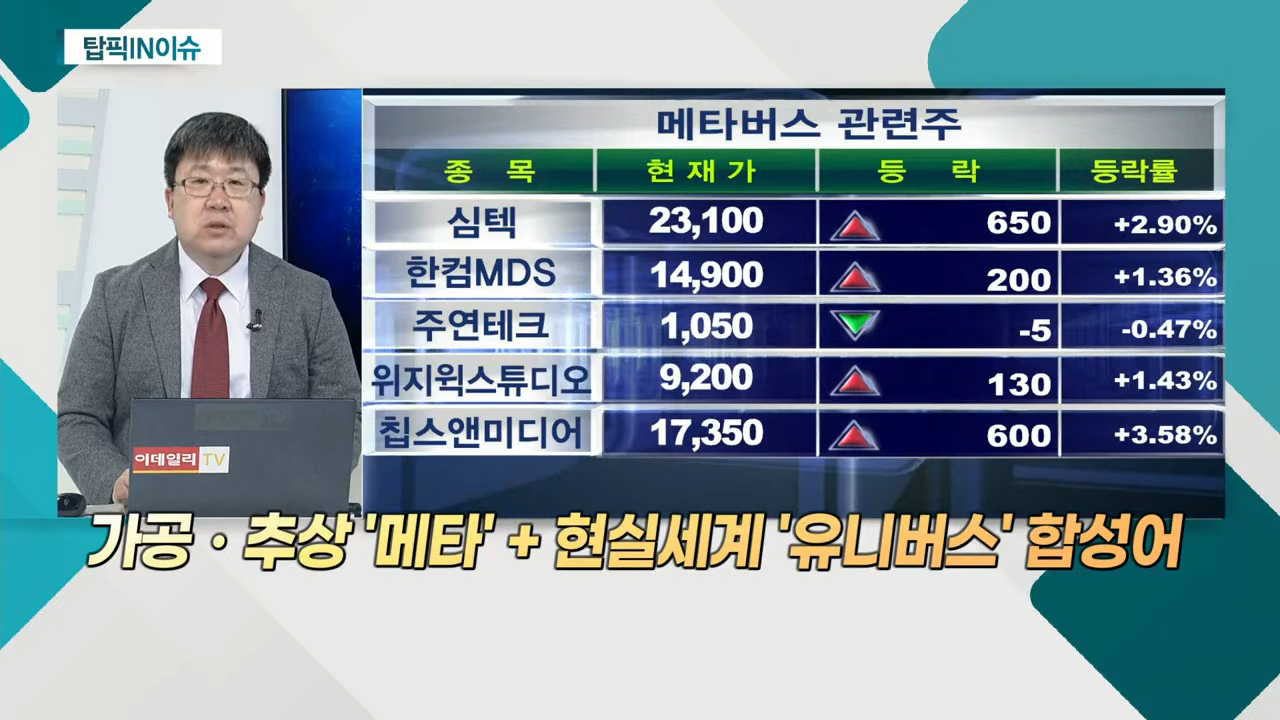 탑픽IN이슈
메타버스 관련주
종 목 현 재 가 등 락 등락률
심텍 23,100 650 +2.90%
한컴MDS 14,900 200 +1.36%
주연테크 1,050 -5 -0.47%
위지윅스튜디오 9,200 130 +1.43%
칩스앤미디어 17,350 600 +3.58%
이데일리TV
가공·추상 '메타' + 현실세계 '유니버스' 합성어